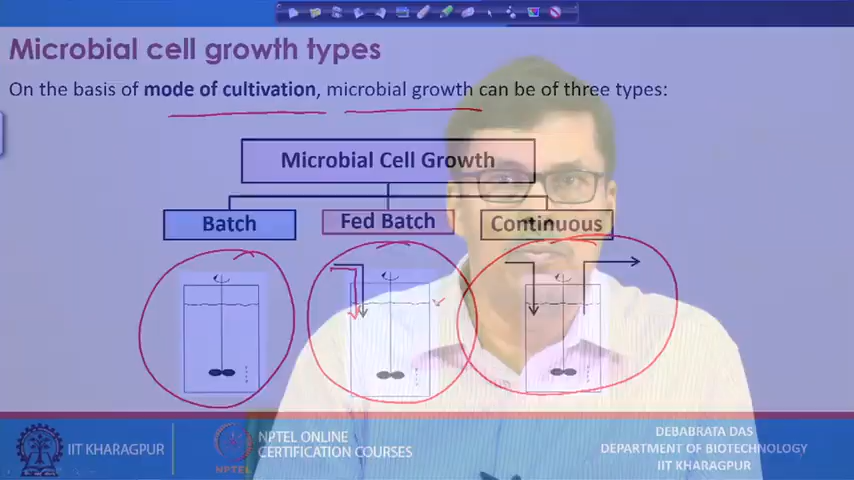 Microbial cell growth types
On the basis of mode of cultivation, microbial growth can be of three types:
Microbial Cell Growth
Batch
Fed Batch
Continuous
IIT KHARAGPUR
NPTEL
NPTEL ONLINE
CERTIFICATION COURSES
DEBABRATA DAS
DEPARTMENT OF BIOTECHNOLOGY
IIT KHARAGPUR